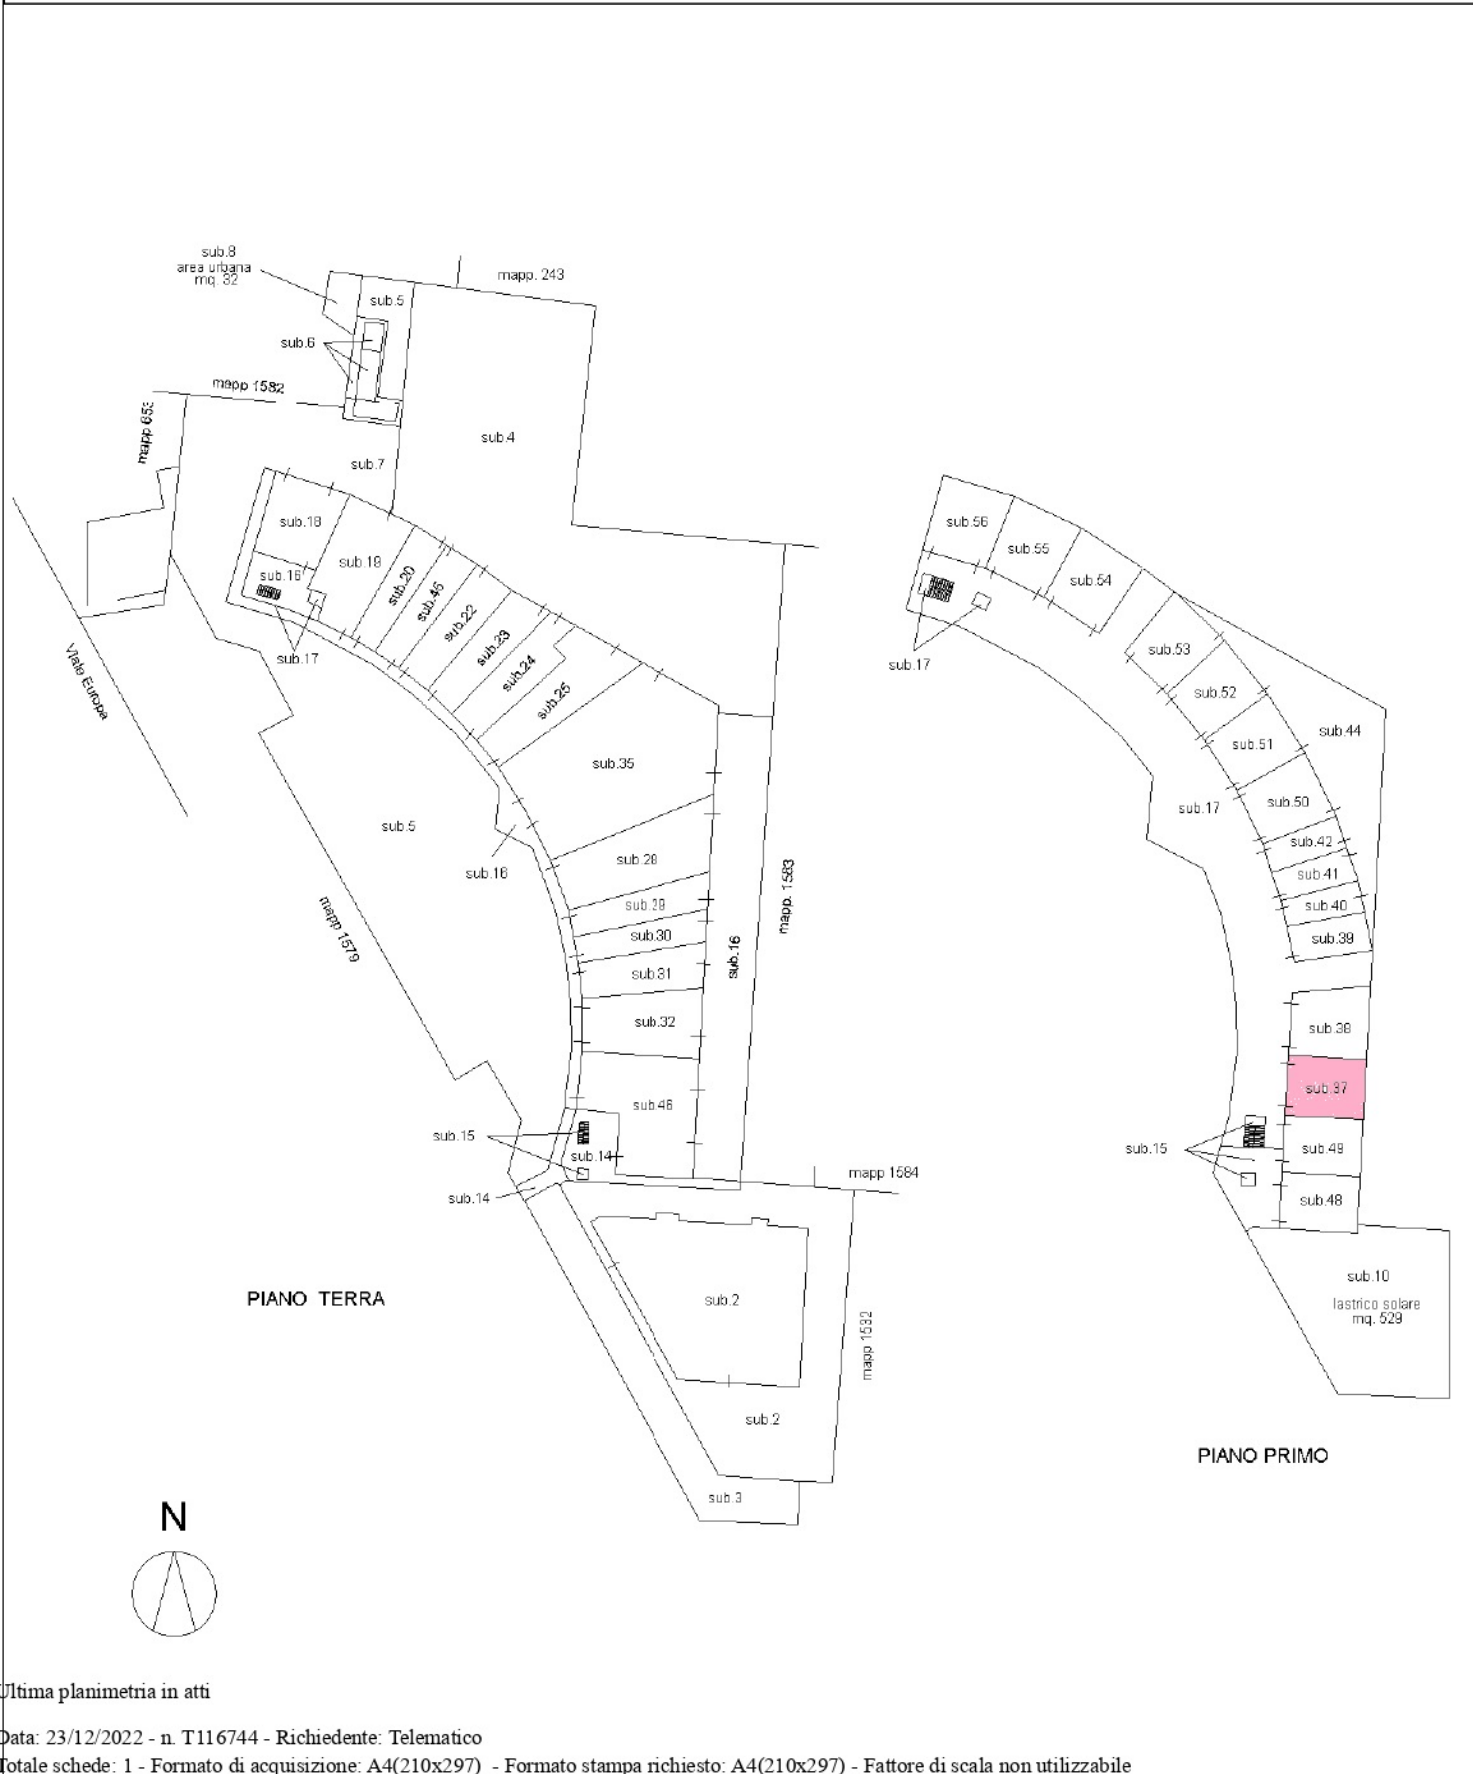 sub.8
area urbana
mq. 32
mapp. 243
sub.5
sub.6
mapp 1582
mapp 653
sub.4
sub.7
sub.18
sub.19
sub.16
sub.20
sub.45
sub.22
sub.23
sub.24
sub.25
sub.17
Viale Europa
sub.35
sub.5
sub.16
sub.28
sub.29
sub.30
sub.31
sub.32
sub.16
mapp. 1583
mapp 1579
sub.46
sub.15
sub.14
sub.14
mapp 1584
sub.2
mapp 1532
sub.2
sub.3
PIANO TERRA
sub.56
sub.55
sub.54
sub.17
sub.53
sub.52
sub.51
sub.44
sub.17
sub.50
sub.42
sub.41
sub.40
sub.39
sub.38
sub.37
sub.15
sub.49
sub.48
sub.10
lastrico solare
mq. 529
PIANO PRIMO
N
Ultima planimetria in atti
Data: 23/12/2022 - n. T116744 - Richiedente: Telematico
Totale schede: 1 - Formato di acquisizione: A4(210x297) - Formato stampa richiesto: A4(210x297) - Fattore di scala non utilizzabile